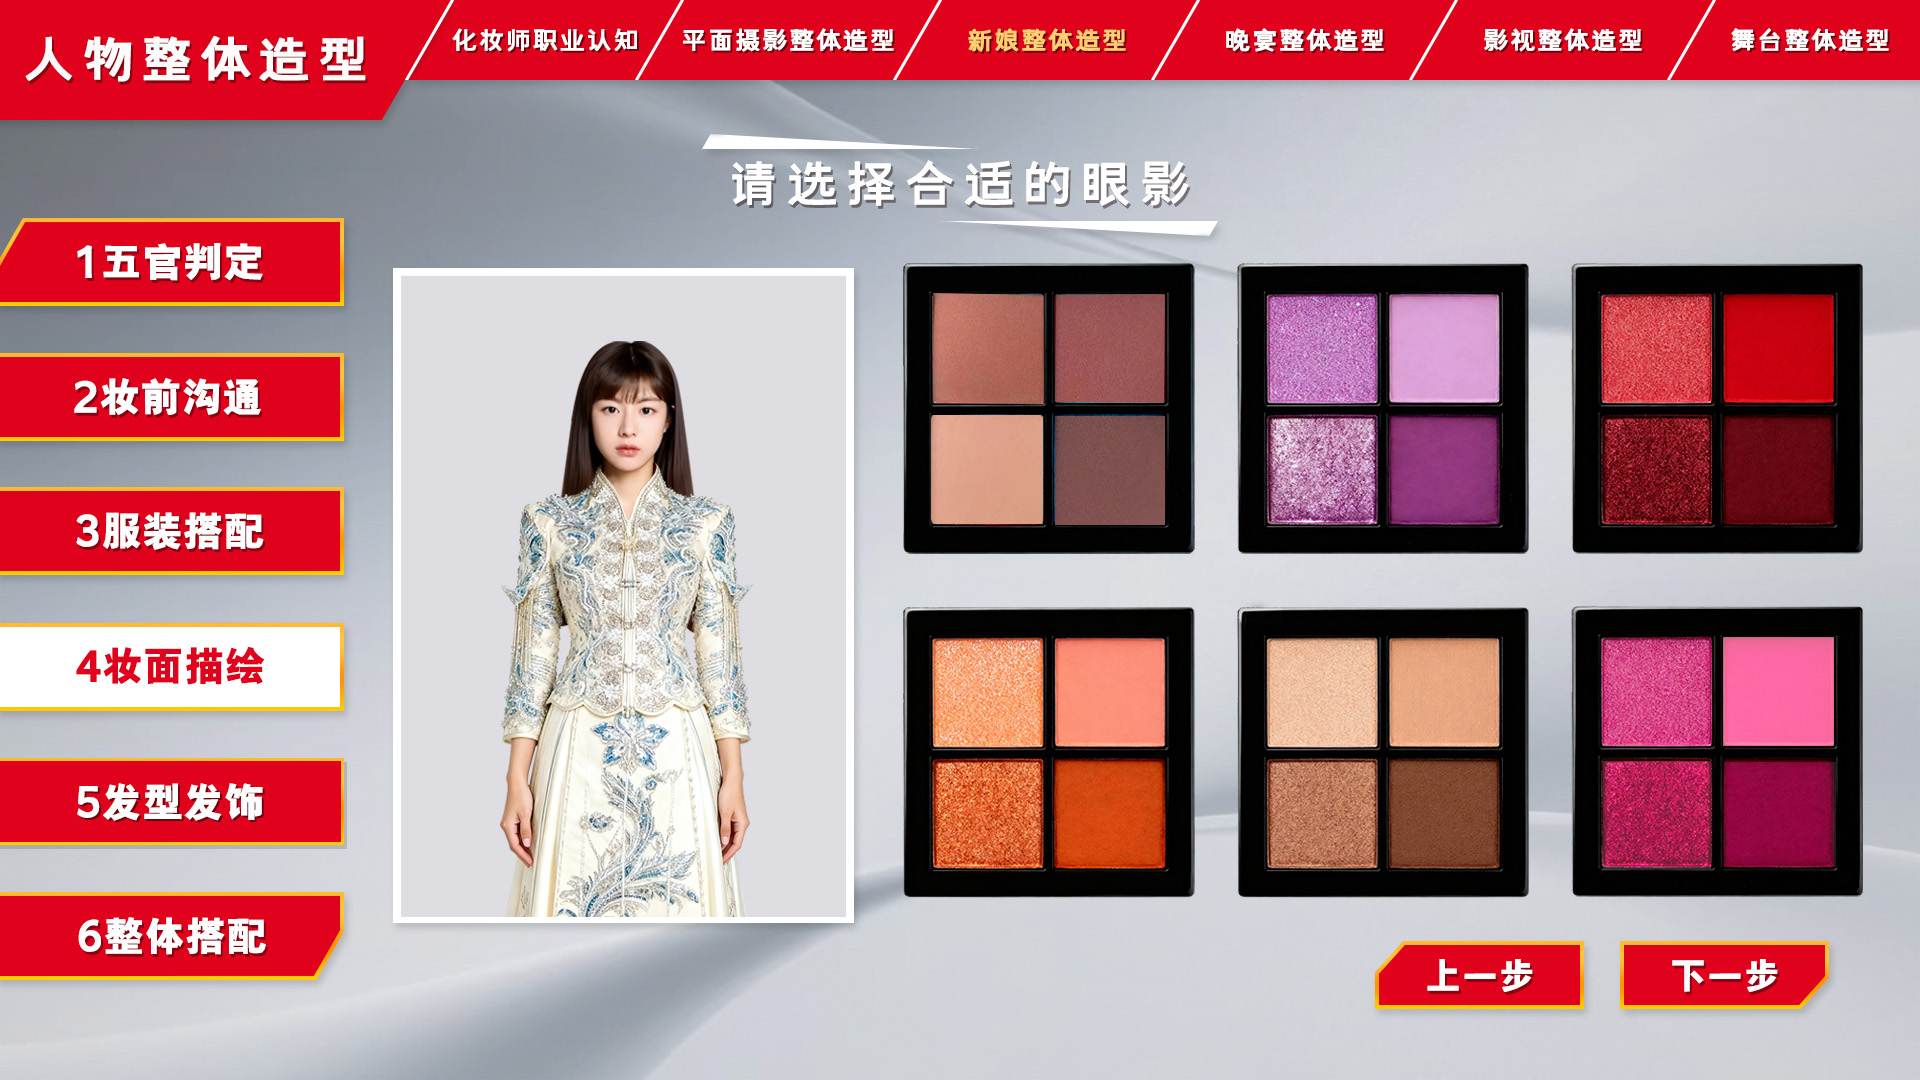 人物整体造型
化妆师职业认知
平面摄影整体造型
新娘整体造型
晚宴整体造型
影视整体造型
舞台整体造型
请选择合适的眼影
1五官判定
2妆前沟通
3服装搭配
4妆面描绘
5发型发饰
6整体搭配
上一步
下一步